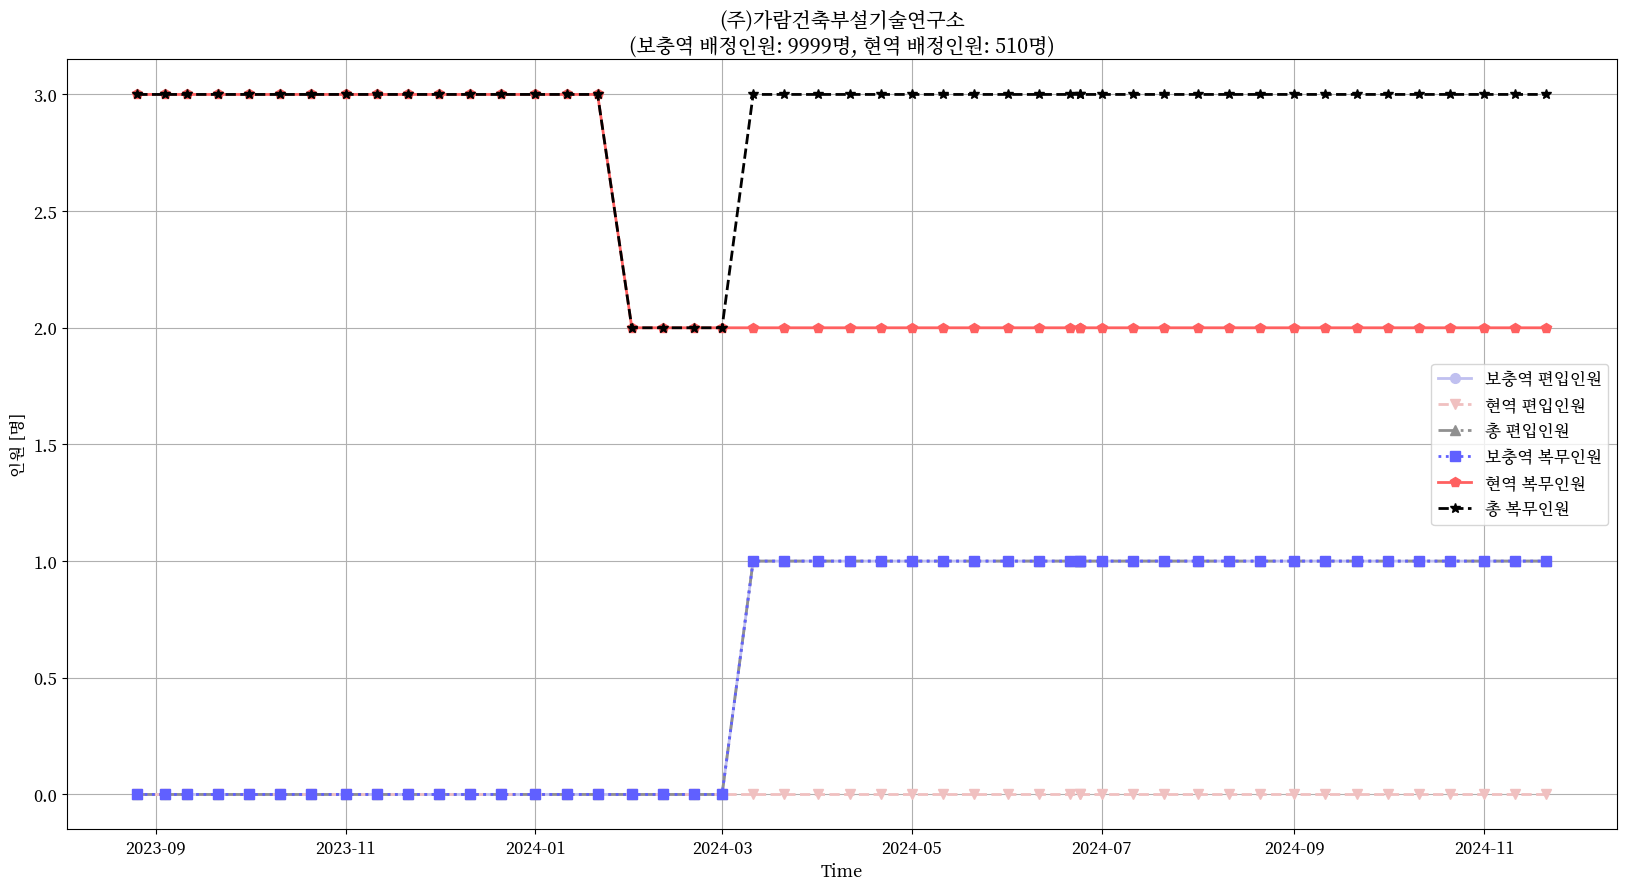 (주)가람건축부설기술연구소
(보충역 배정인원: 9999명, 현역 배정인원: 510명)
인원 [명]
3.0
2.5
2.0
1.5
1.0
0.5
0.0
보충역 편입인원
현역 편입인원
총 편입인원
보충역 복무인원
현역 복무인원
총 복무인원
2023-09
2023-11
2024-01
2024-03
2024-05
2024-07
2024-09
2024-11
Time